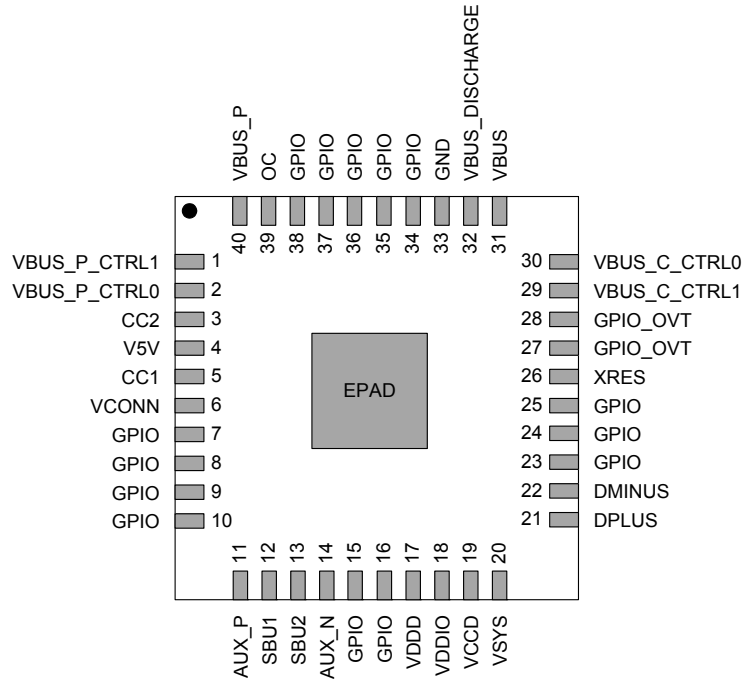 VBUS_P
OC
GPIO
GPIO
GPIO
GPIO
GPIO
GND
VBUS_DISCHARGE
VBUS
40
39
38
37
36
35
34
33
32
31
VBUS_P_CTRL1 1
VBUS_P_CTRL0 2
CC2 3
V5V 4
CC1 5
VCONN 6
GPIO 7
GPIO 8
GPIO 9
GPIO 10
EPAD
30 VBUS_C_CTRL0
29 VBUS_C_CTRL1
28 GPIO_OVT
27 GPIO_OVT
26 XRES
25 GPIO
24 GPIO
23 GPIO
22 DMINUS
21 DPLUS
11
12
13
14
15
16
17
18
19
20
AUX_P
SBU1
SBU2
AUX_N
GPIO
GPIO
VDDD
VDDIO
VCCD
VSYS